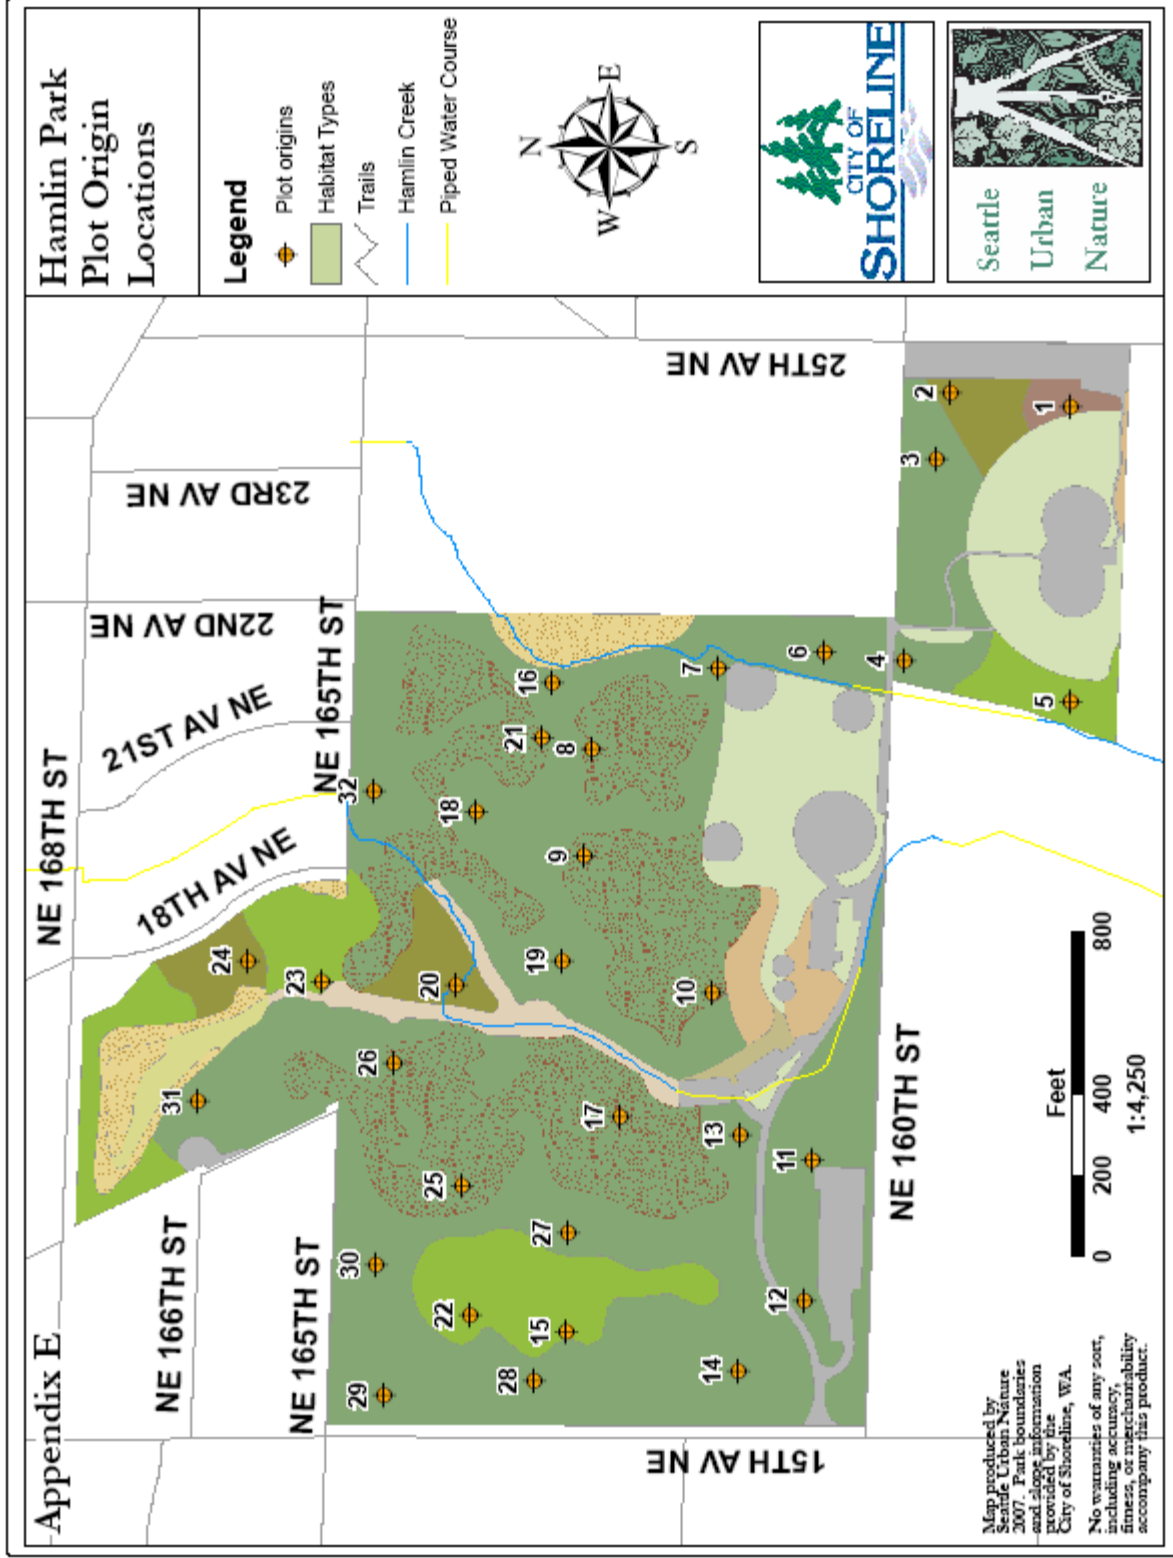 Appendix E
Hamlin Park
Plot Origin
Locations
Legend
Plot origins
Habitat Types
Trails
Hamlin Creek
Piped Water Course
N
W
E
S
CITY OF
SHORELINE
Seattle
Urban
Nature
NE 168TH ST
NE 166TH ST
NE 165TH ST
NE 165TH ST
NE 160TH ST
15TH AV NE
18TH AV NE
21ST AV NE
22ND AV NE
23RD AV NE
25TH AV NE
1
2
3
4
5
6
7
8
9
10
11
12
13
14
15
16
17
18
19
20
21
22
23
24
25
26
27
28
29
30
31
32
Feet
0 200 400 800
1:4,250
Map produced by
Seattle Urban Nature
2007. Park boundaries
and slope information
provided by the
City of Shoreline, WA.
No warranties of any sort,
including accuracy,
fitness, or merchantability
accompany this product.